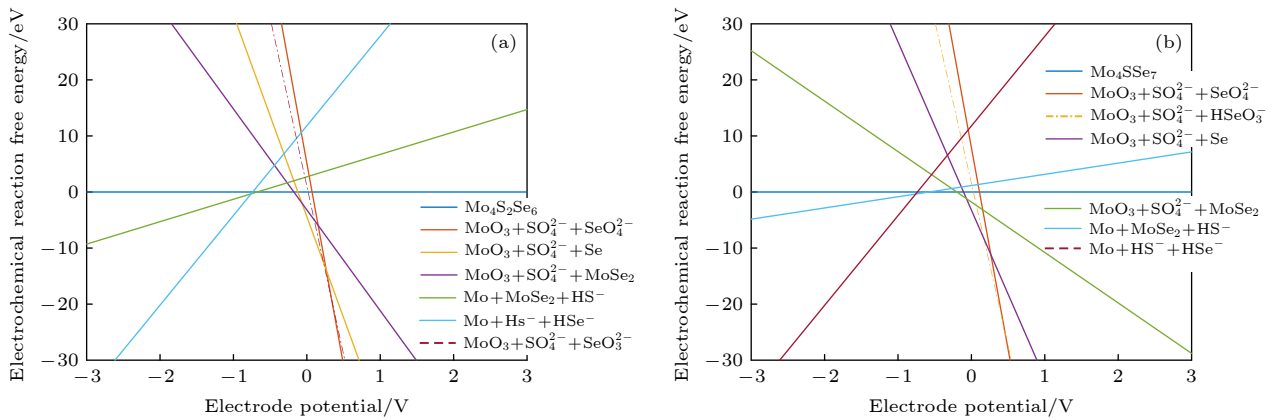 Electrochemical reaction free energy/eV
30
20
10
0
−10
−20
−30
(a)
Mo₄S₂Se₆
MoO₃+SO₄²⁻+SeO₄²⁻
MoO₃+SO₄²⁻+Se
MoO₃+SO₄²⁻+MoSe₂
Mo+MoSe₂+HS⁻
Mo+Hs⁻+HSe⁻
MoO₃+SO₄²⁻+SeO₃²⁻
−3 −2 −1 0 1 2 3
Electrode potential/V
Electrochemical reaction free energy/eV
30
20
10
0
−10
−20
−30
(b)
Mo₄SSe₇
MoO₃+SO₄²⁻+SeO₄²⁻
MoO₃+SO₄²⁻+HSeO₃⁻
MoO₃+SO₄²⁻+Se
MoO₃+SO₄²⁻+MoSe₂
Mo+MoSe₂+HS⁻
Mo+HS⁻+HSe⁻
−3 −2 −1 0 1 2 3
Electrode potential/V